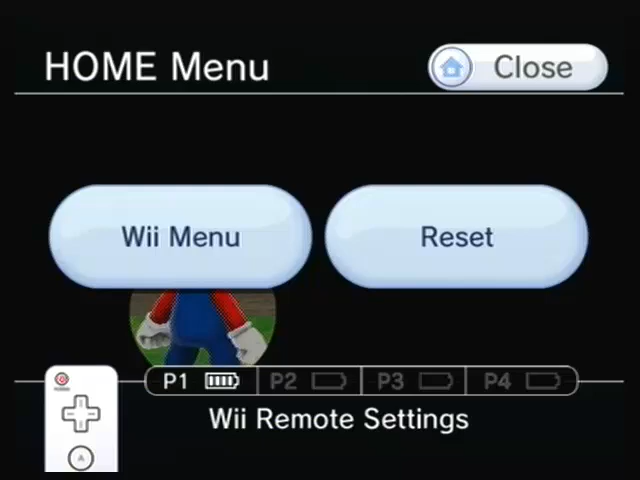 HOME Menu
Close
Wii Menu
Reset
P1
P2
P3
P4
Wii Remote Settings
A